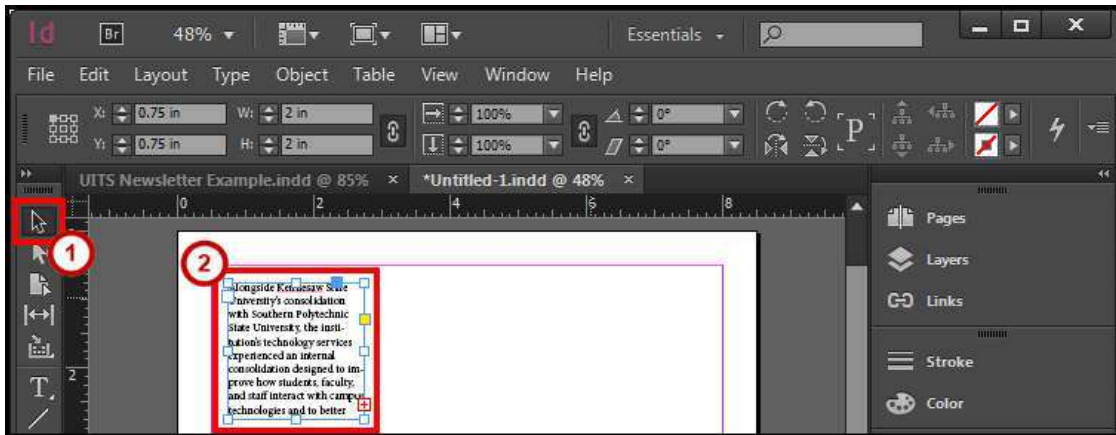 Id Br 48% Essentials
File Edit Layout Type Object Table View Window Help
X: 0.75 in W: 2 in 100% 0°
Y: 0.75 in H: 2 in 100% 0° P
UITS Newsletter Example.indd @ 85% × *Untitled-1.indd @ 48% ×
0 2 4 6 8
1
2
Alongside Kennesaw State
University's consolidation
with Southern Polytechnic
State University, the insti-
tution's technology services
experienced an internal
consolidation designed to im-
prove how students, faculty,
and staff interact with campus
technologies and to better
2
T
Pages
Layers
Links
Stroke
Color